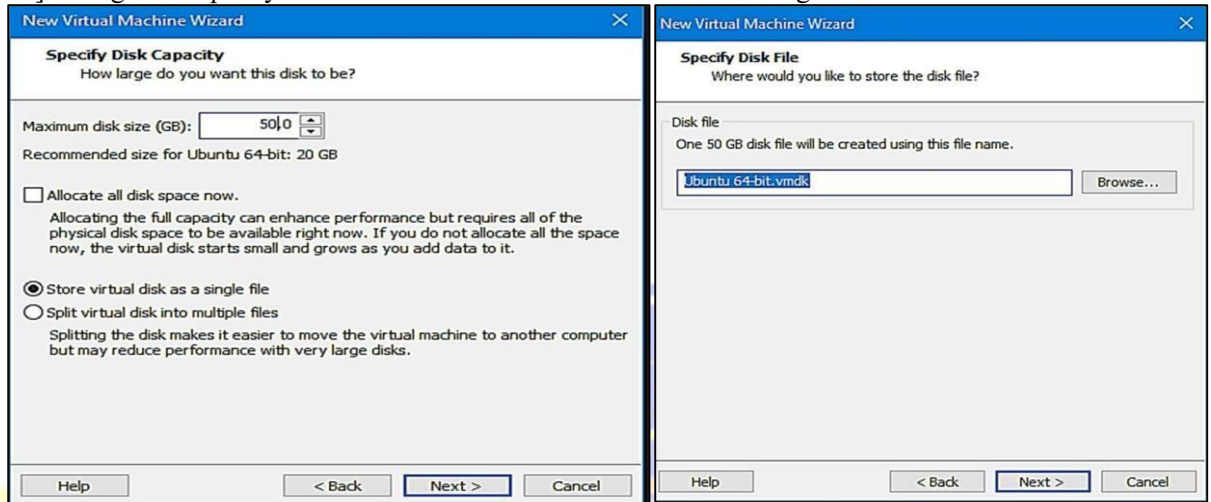 New Virtual Machine Wizard
Specify Disk Capacity
How large do you want this disk to be?
Maximum disk size (GB): 50.0
Recommended size for Ubuntu 64-bit: 20 GB
Allocate all disk space now.
Allocating the full capacity can enhance performance but requires all of the
physical disk space to be available right now. If you do not allocate all the space
now, the virtual disk starts small and grows as you add data to it.
Store virtual disk as a single file
Split virtual disk into multiple files
Splitting the disk makes it easier to move the virtual machine to another computer
but may reduce performance with very large disks.
Help < Back Next > Cancel
New Virtual Machine Wizard
Specify Disk File
Where would you like to store the disk file?
Disk file
One 50 GB disk file will be created using this file name.
Ubuntu 64-bit.vmdk Browse...
Help < Back Next > Cancel